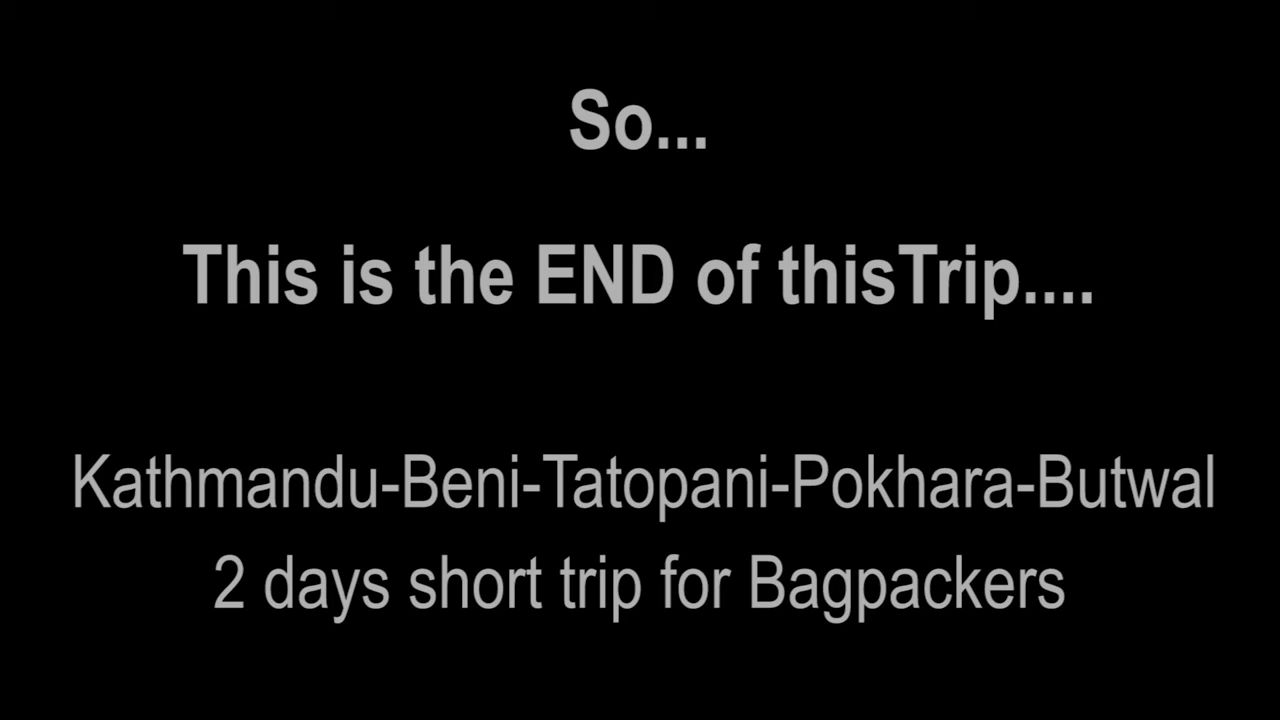 So...
This is the END of thisTrip....
Kathmandu-Beni-Tatopani-Pokhara-Butwal
2 days short trip for Bagpackers